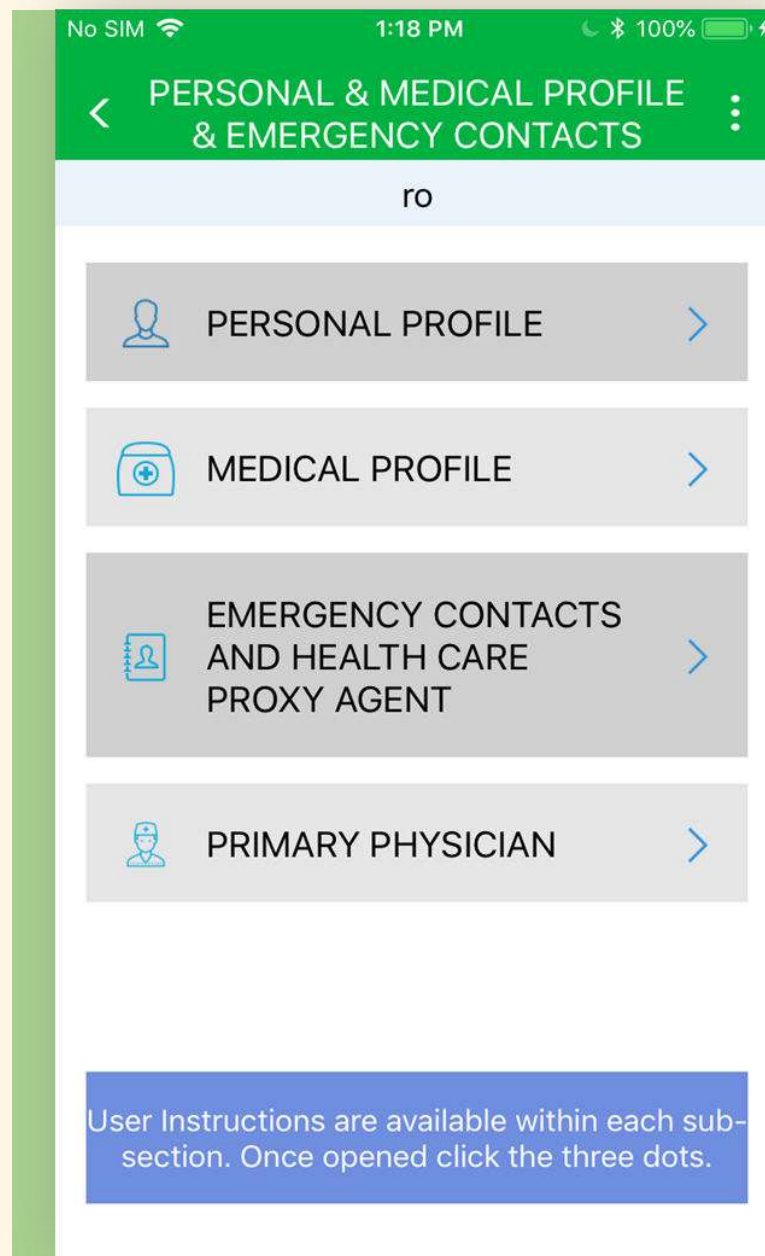 No SIM 1:18 PM 100%
PERSONAL & MEDICAL PROFILE
& EMERGENCY CONTACTS
ro
PERSONAL PROFILE
MEDICAL PROFILE
EMERGENCY CONTACTS
AND HEALTH CARE
PROXY AGENT
PRIMARY PHYSICIAN
User Instructions are available within each sub-
section. Once opened click the three dots.